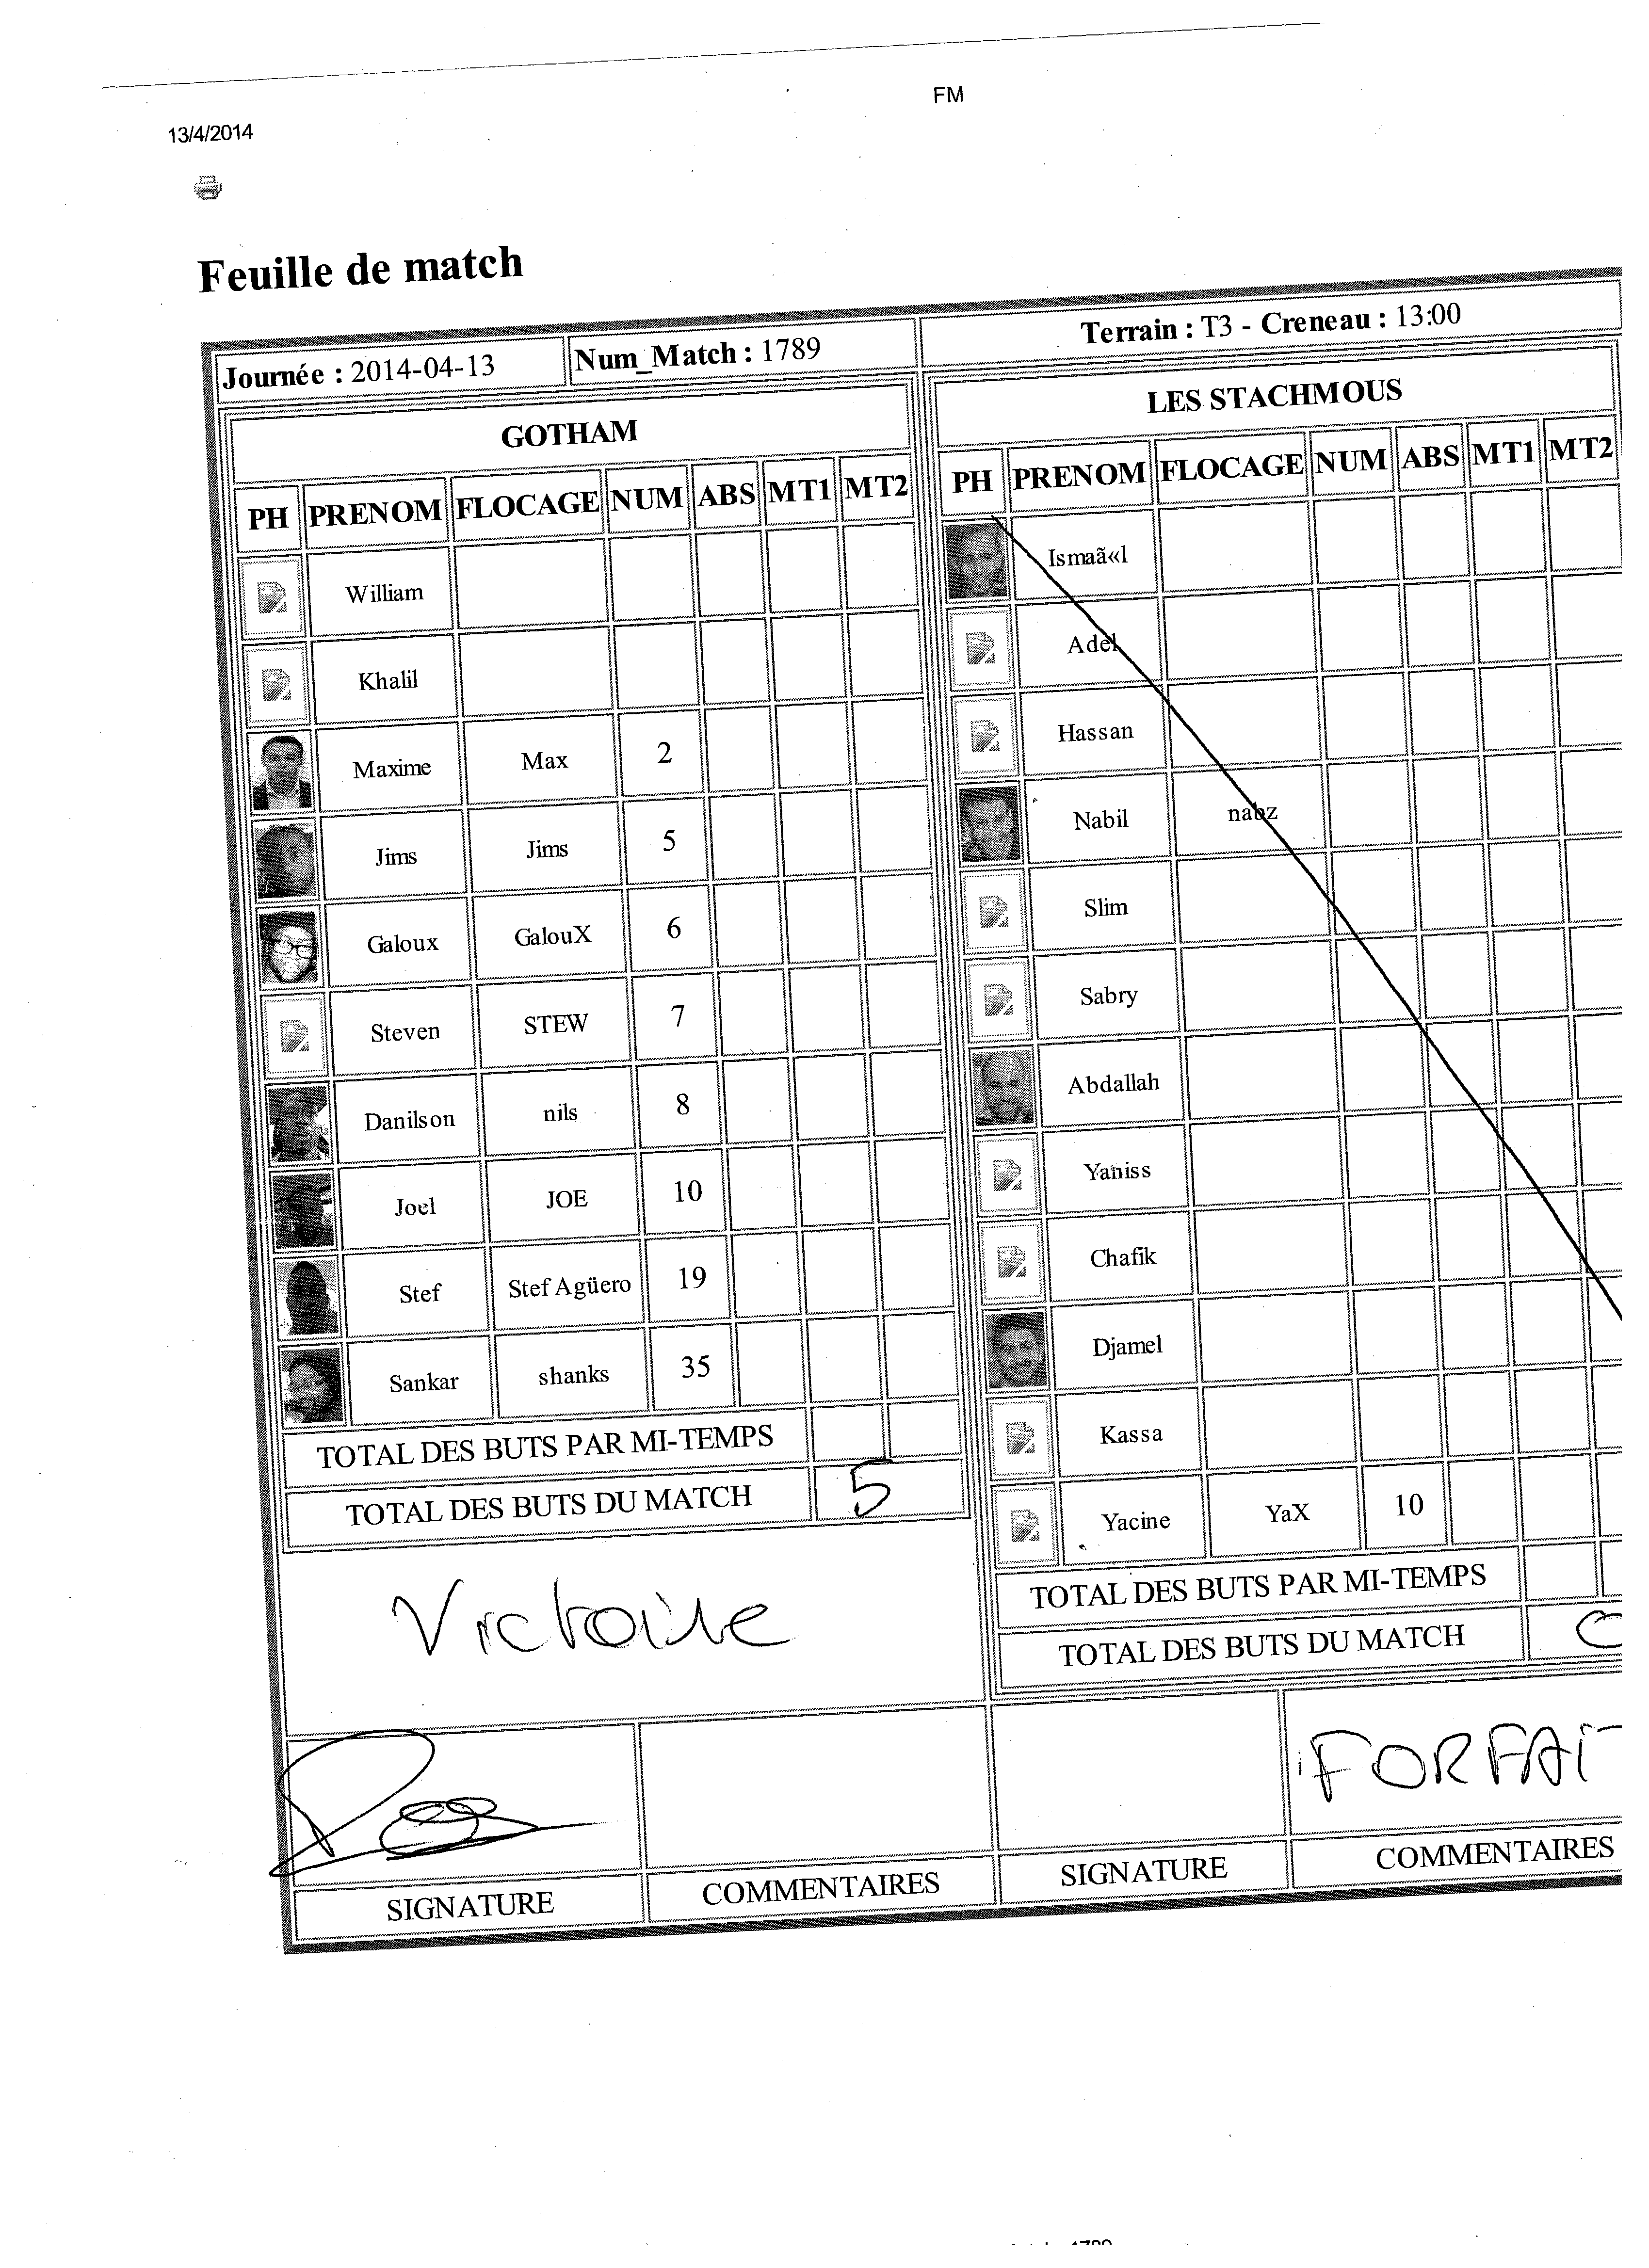 FM
13/4/2014
Feuille de match
Journée : 2014-04-13
Num_Match : 1789
Terrain : T3 - Creneau : 13:00
GOTHAM
PH PRENOM FLOCAGE NUM ABS MT1 MT2
William
Khalil
Maxime Max 2
Jims Jims 5
Galoux GalouX 6
Steven STEW 7
Danilson nils 8
Joel JOE 10
Stef Stef Agüero 19
Sankar shanks 35
TOTAL DES BUTS PAR MI-TEMPS
TOTAL DES BUTS DU MATCH 5
Victoire
SIGNATURE
COMMENTAIRES
LES STACHMOUS
PH PRENOM FLOCAGE NUM ABS MT1 MT2
Ismaã«l
Adel
Hassan
Nabil nabz
Slim
Sabry
Abdallah
Yaniss
Chafik
Djamel
Kassa
Yacine YaX 10
TOTAL DES BUTS PAR MI-TEMPS
TOTAL DES BUTS DU MATCH 0
FORFAIT
SIGNATURE
COMMENTAIRES